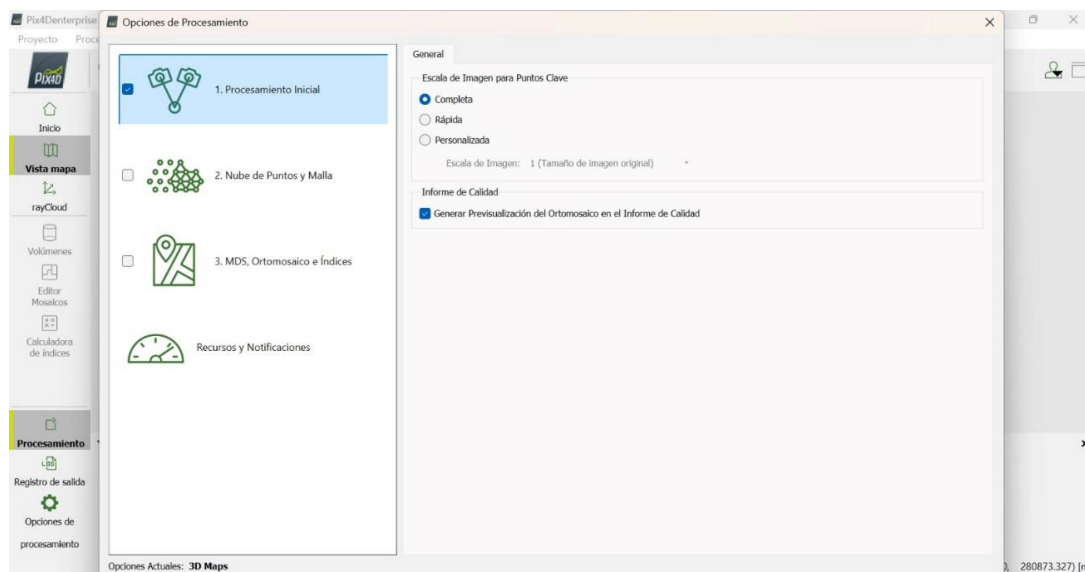 Pix4Denterprise
Opciones de Procesamiento
Proyecto
PIX4D
Inicio
Vista mapa
rayCloud
Volúmenes
Editor
Mosaicos
Calculadora
de índices
Procesamiento
Registro de salida
Opciones de
procesamiento
1. Procesamiento Inicial
2. Nube de Puntos y Malla
3. MDS, Ortomosaico e Índices
Recursos y Notificaciones
General
Escala de Imagen para Puntos Clave
Completa
Rápida
Personalizada
Escala de Imagen: 1 (Tamaño de imagen original)
Informe de Calidad
Generar Previsualización del Ortomosaico en el Informe de Calidad
Opciones Actuales: 3D Maps
280873.327)